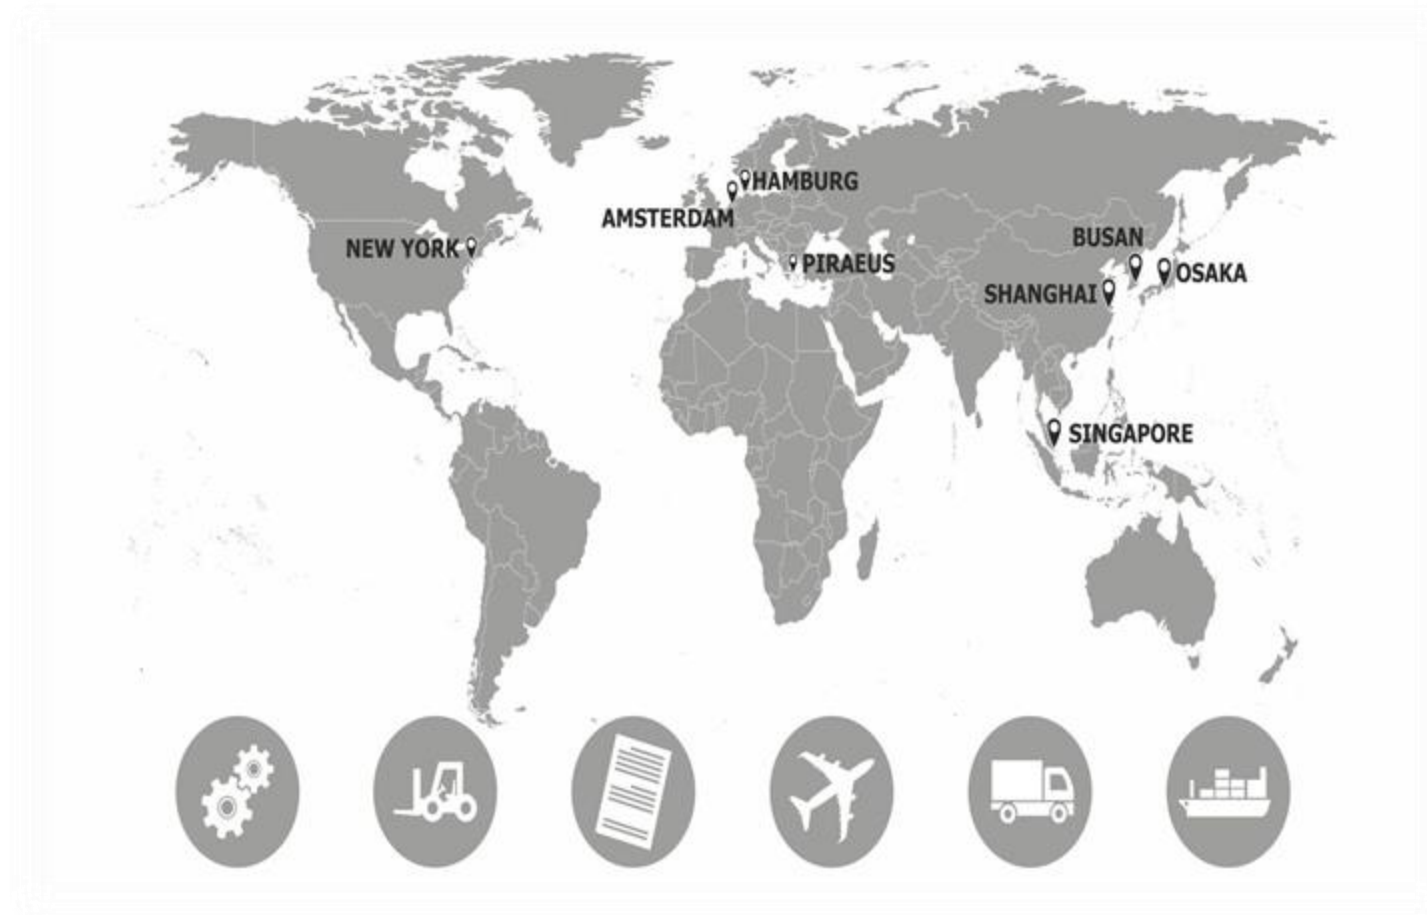 HAMBURG
AMSTERDAM
NEW YORK
PIRAEUS
BUSAN
OSAKA
SHANGHAI
SINGAPORE